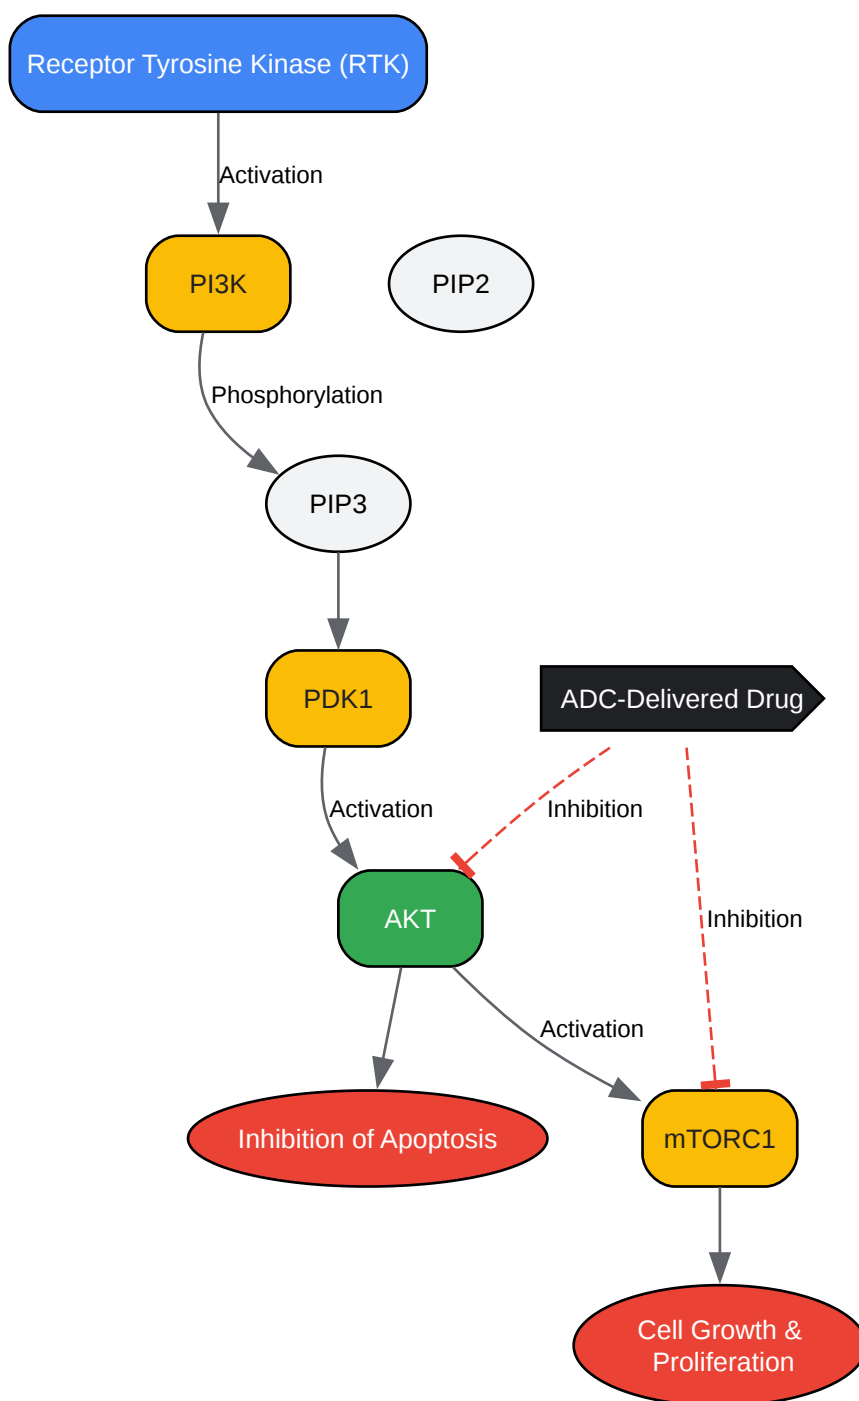 Receptor Tyrosine Kinase (RTK)
Activation
PI3K
PIP2
Phosphorylation
PIP3
PDK1
ADC-Delivered Drug
Activation
Inhibition
AKT
Inhibition
Activation
Inhibition of Apoptosis
mTORC1
Cell Growth &
Proliferation